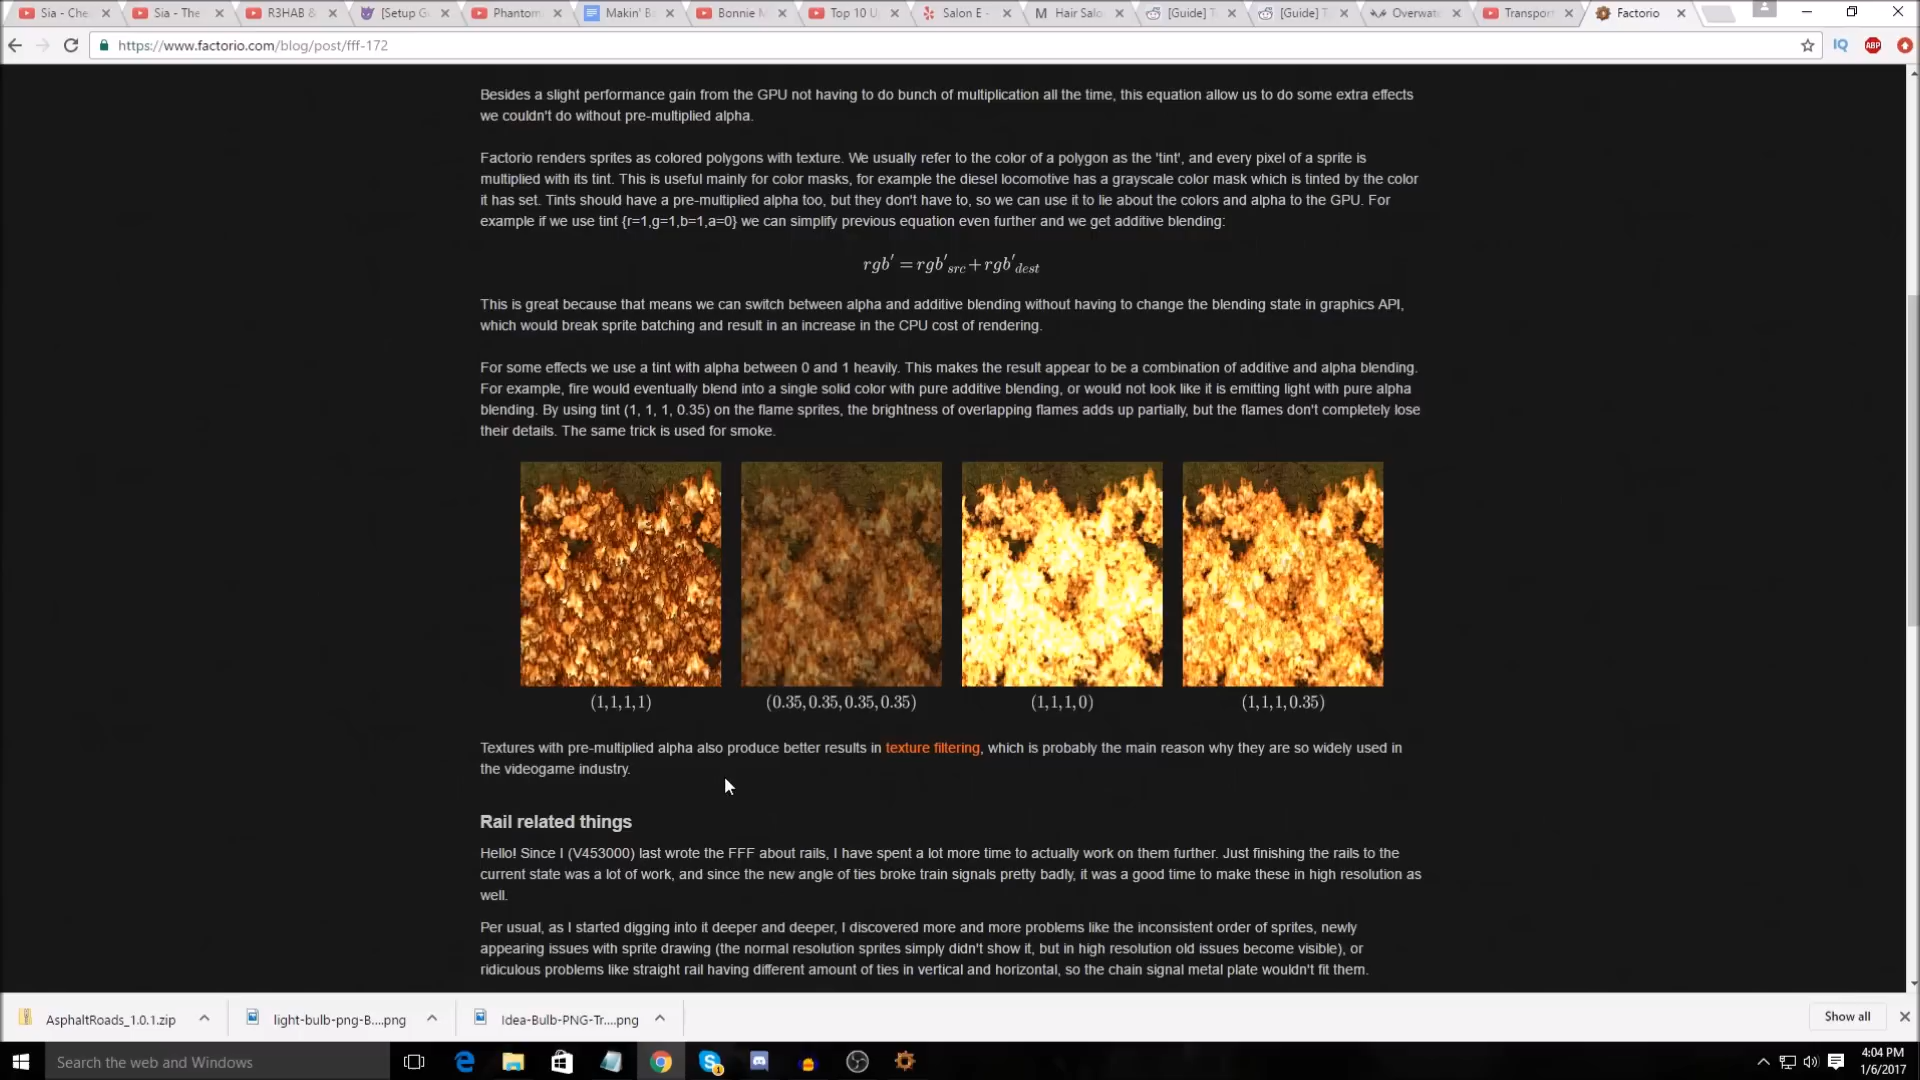 Sia - Che
Sia - The
R3HAB &
[Setup G
Phantom
Makin' B
Bonnie M
Top 10 U
Salon E -
Hair Salo
[Guide] T
[Guide] T
Overwat
Transport
Factorio
https://www.factorio.com/blog/post/fff-172
IQ
ABP
Besides a slight performance gain from the GPU not having to do bunch of multiplication all the time, this equation allow us to do some extra effects
we couldn't do without pre-multiplied alpha.
Factorio renders sprites as colored polygons with texture. We usually refer to the color of a polygon as the 'tint', and every pixel of a sprite is
multiplied with its tint. This is useful mainly for color masks, for example the diesel locomotive has a grayscale color mask which is tinted by the color
it has set. Tints should have a pre-multiplied alpha too, but they don't have to, so we can use it to lie about the colors and alpha to the GPU. For
example if we use tint {r=1,g=1,b=1,a=0} we can simplify previous equation even further and we get additive blending:
rgb′ = rgb′src + rgb′dest
This is great because that means we can switch between alpha and additive blending without having to change the blending state in graphics API,
which would break sprite batching and result in an increase in the CPU cost of rendering.
For some effects we use a tint with alpha between 0 and 1 heavily. This makes the result appear to be a combination of additive and alpha blending.
For example, fire would eventually blend into a single solid color with pure additive blending, or would not look like it is emitting light with pure alpha
blending. By using tint (1, 1, 1, 0.35) on the flame sprites, the brightness of overlapping flames adds up partially, but the flames don't completely lose
their details. The same trick is used for smoke.
(1,1,1,1)
(0.35,0.35,0.35,0.35)
(1,1,1,0)
(1,1,1,0.35)
Textures with pre-multiplied alpha also produce better results in texture filtering, which is probably the main reason why they are so widely used in
the videogame industry.
Rail related things
Hello! Since I (V453000) last wrote the FFF about rails, I have spent a lot more time to actually work on them further. Just finishing the rails to the
current state was a lot of work, and since the new angle of ties broke train signals pretty badly, it was a good time to make these in high resolution as
well.
Per usual, as I started digging into it deeper and deeper, I discovered more and more problems like the inconsistent order of sprites, newly
appearing issues with sprite drawing (the normal resolution sprites simply didn't show it, but in high resolution old issues become visible), or
ridiculous problems like straight rail having different amount of ties in vertical and horizontal, so the chain signal metal plate wouldn't fit them.
AsphaltRoads_1.0.1.zip
light-bulb-png-B....png
Idea-Bulb-PNG-Tr....png
Show all
Search the web and Windows
4:04 PM
1/6/2017